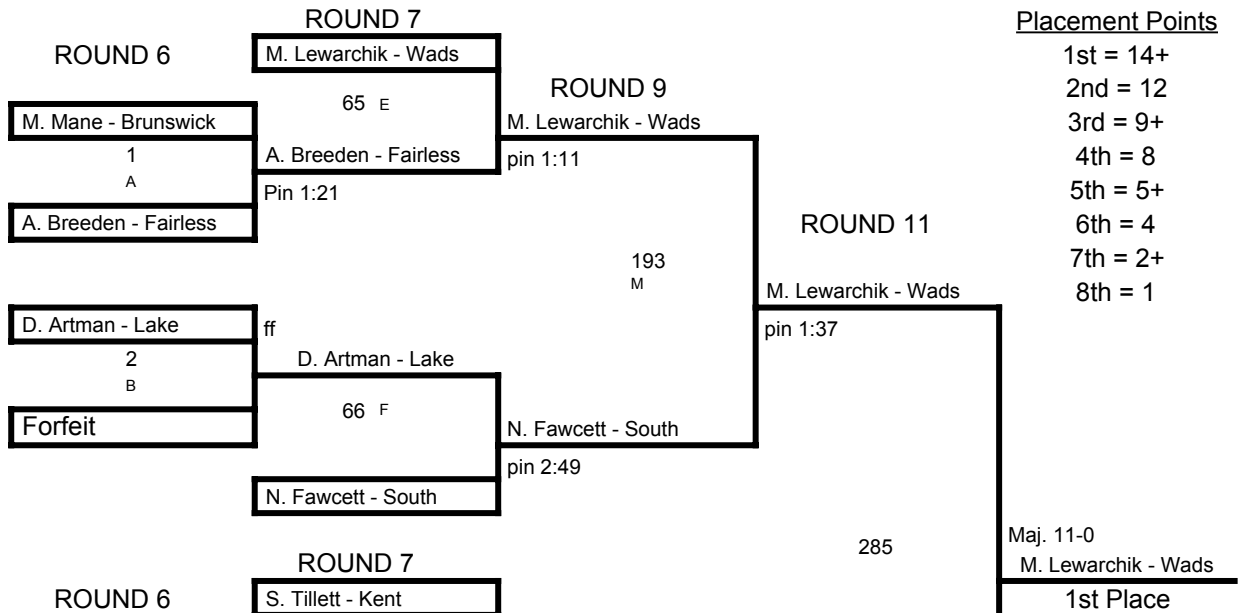 ROUND 7
Placement Points
ROUND 6
M. Lewarchik - Wads
1st = 14+
65 E
ROUND 9
2nd = 12
M. Mane - Brunswick
M. Lewarchik - Wads
3rd = 9+
1
A. Breeden - Fairless
pin 1:11
4th = 8
A
Pin 1:21
5th = 5+
A. Breeden - Fairless
ROUND 11
6th = 4
193
7th = 2+
M
M. Lewarchik - Wads
8th = 1
D. Artman - Lake
ff
pin 1:37
2
D. Artman - Lake
B
66 F
Forfeit
N. Fawcett - South
pin 2:49
N. Fawcett - South
285
Maj. 11-0
ROUND 7
M. Lewarchik - Wads
ROUND 6
S. Tillett - Kent
1st Place